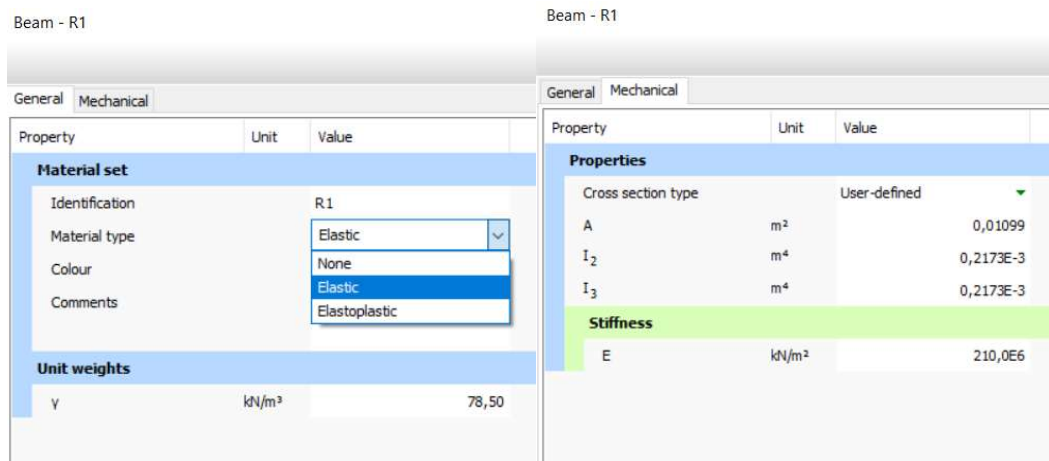 Beam - R1
General Mechanical
Property Unit Value
Material set
Identification R1
Material type Elastic
None
Colour
Elastic
Comments
Elastoplastic
Unit weights
γ kN/m³ 78,50
Beam - R1
General Mechanical
Property Unit Value
Properties
Cross section type User-defined
A m² 0,01099
I₂ m⁴ 0,2173E-3
I₃ m⁴ 0,2173E-3
Stiffness
E kN/m² 210,0E6